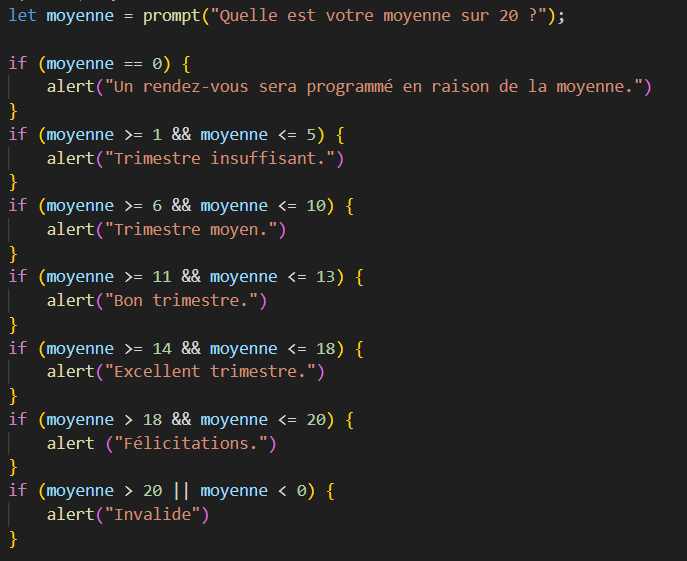 let moyenne = prompt("Quelle est votre moyenne sur 20 ?");
if (moyenne == 0) {
    alert("Un rendez-vous sera programmé en raison de la moyenne.")
}
if (moyenne >= 1 && moyenne <= 5) {
    alert("Trimestre insuffisant.")
}
if (moyenne >= 6 && moyenne <= 10) {
    alert("Trimestre moyen.")
}
if (moyenne >= 11 && moyenne <= 13) {
    alert("Bon trimestre.")
}
if (moyenne >= 14 && moyenne <= 18) {
    alert("Excellent trimestre.")
}
if (moyenne > 18 && moyenne <= 20) {
    alert ("Félicitations.")
}
if (moyenne > 20 || moyenne < 0) {
    alert("Invalide")
}